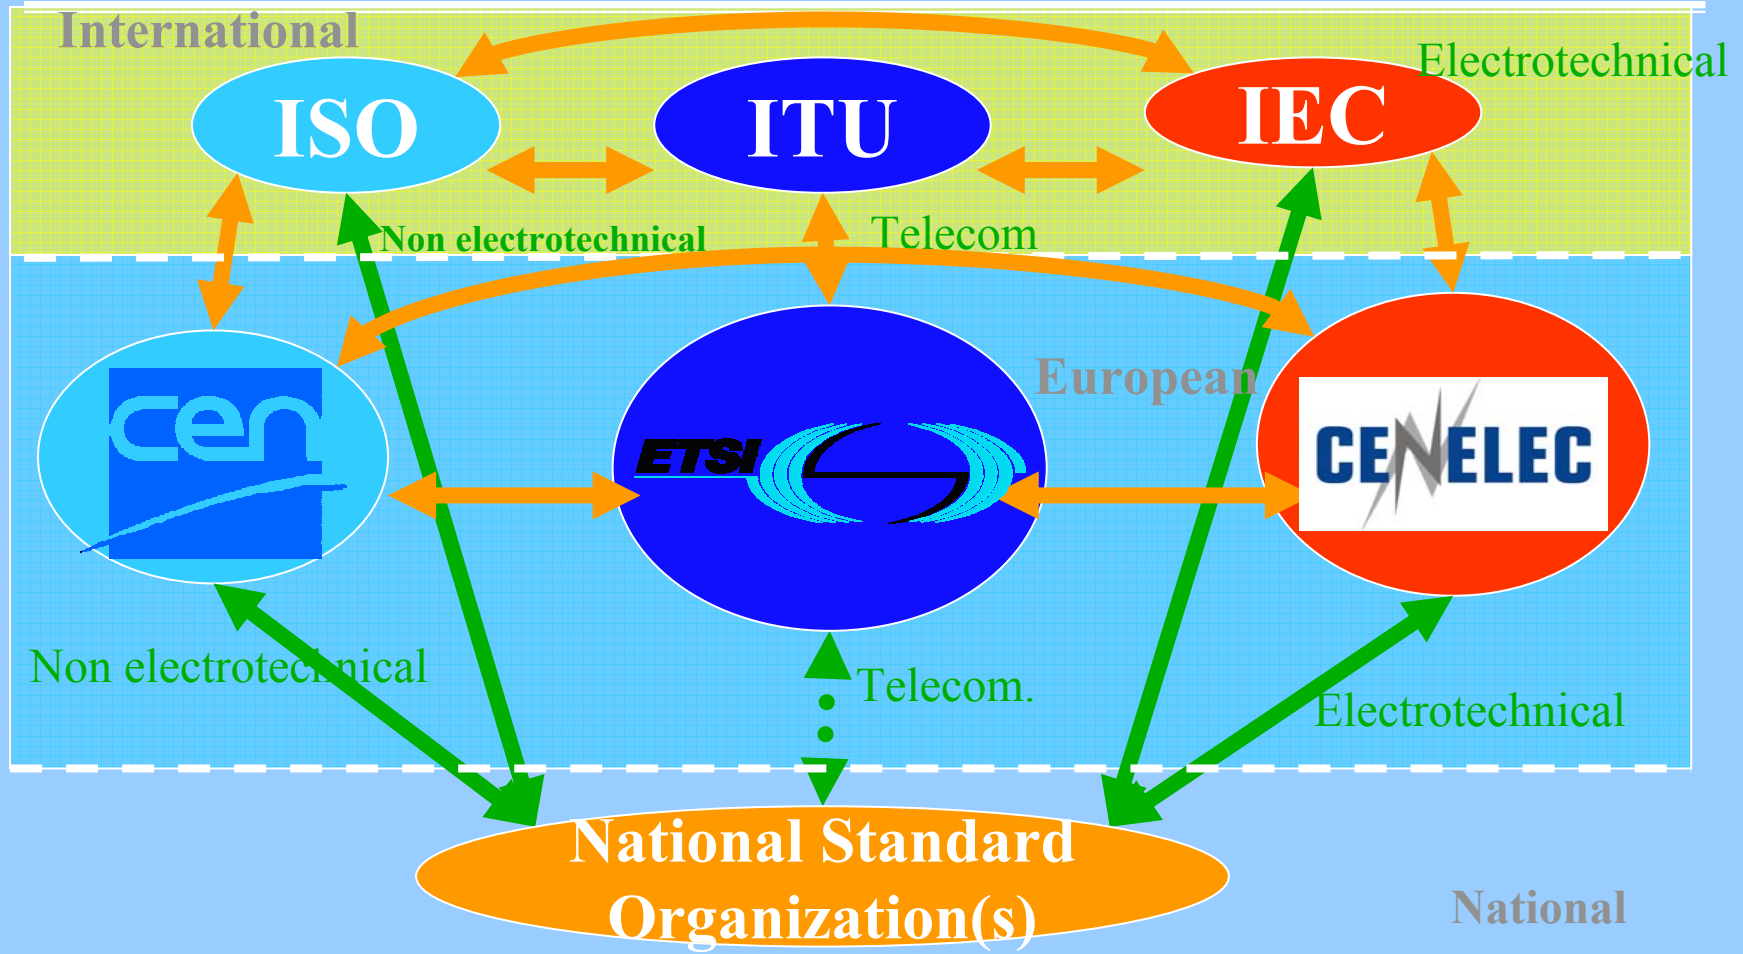 International
Electrotechnical
ISO
ITU
IEC
Non electrotechnical
Telecom
European
cen
ETSI
CENELEC
Non electrotechnical
Telecom.
Electrotechnical
National Standard
Organization(s)
National